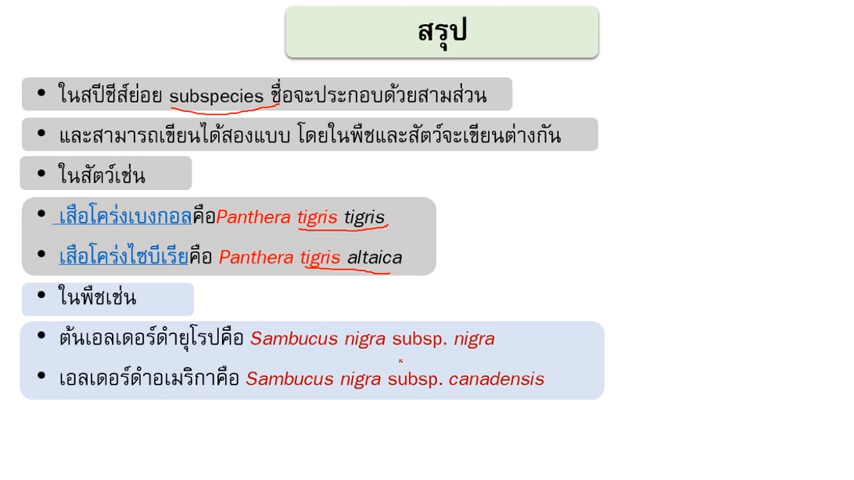 สรุป
• ในสปีชีส์ย่อย subspecies ชื่อจะประกอบด้วยสามส่วน
• และสามารถเขียนได้สองแบบ โดยในพืชและสัตว์จะเขียนต่างกัน
• ในสัตว์เช่น
• เสือโคร่งเบงกอลคือPanthera tigris tigris
• เสือโคร่งไซบีเรียคือ Panthera tigris altaica
• ในพืชเช่น
• ต้นเอลเดอร์ดำยุโรปคือ Sambucus nigra subsp. nigra
• เอลเดอร์ดำอเมริกาคือ Sambucus nigra subsp. canadensis